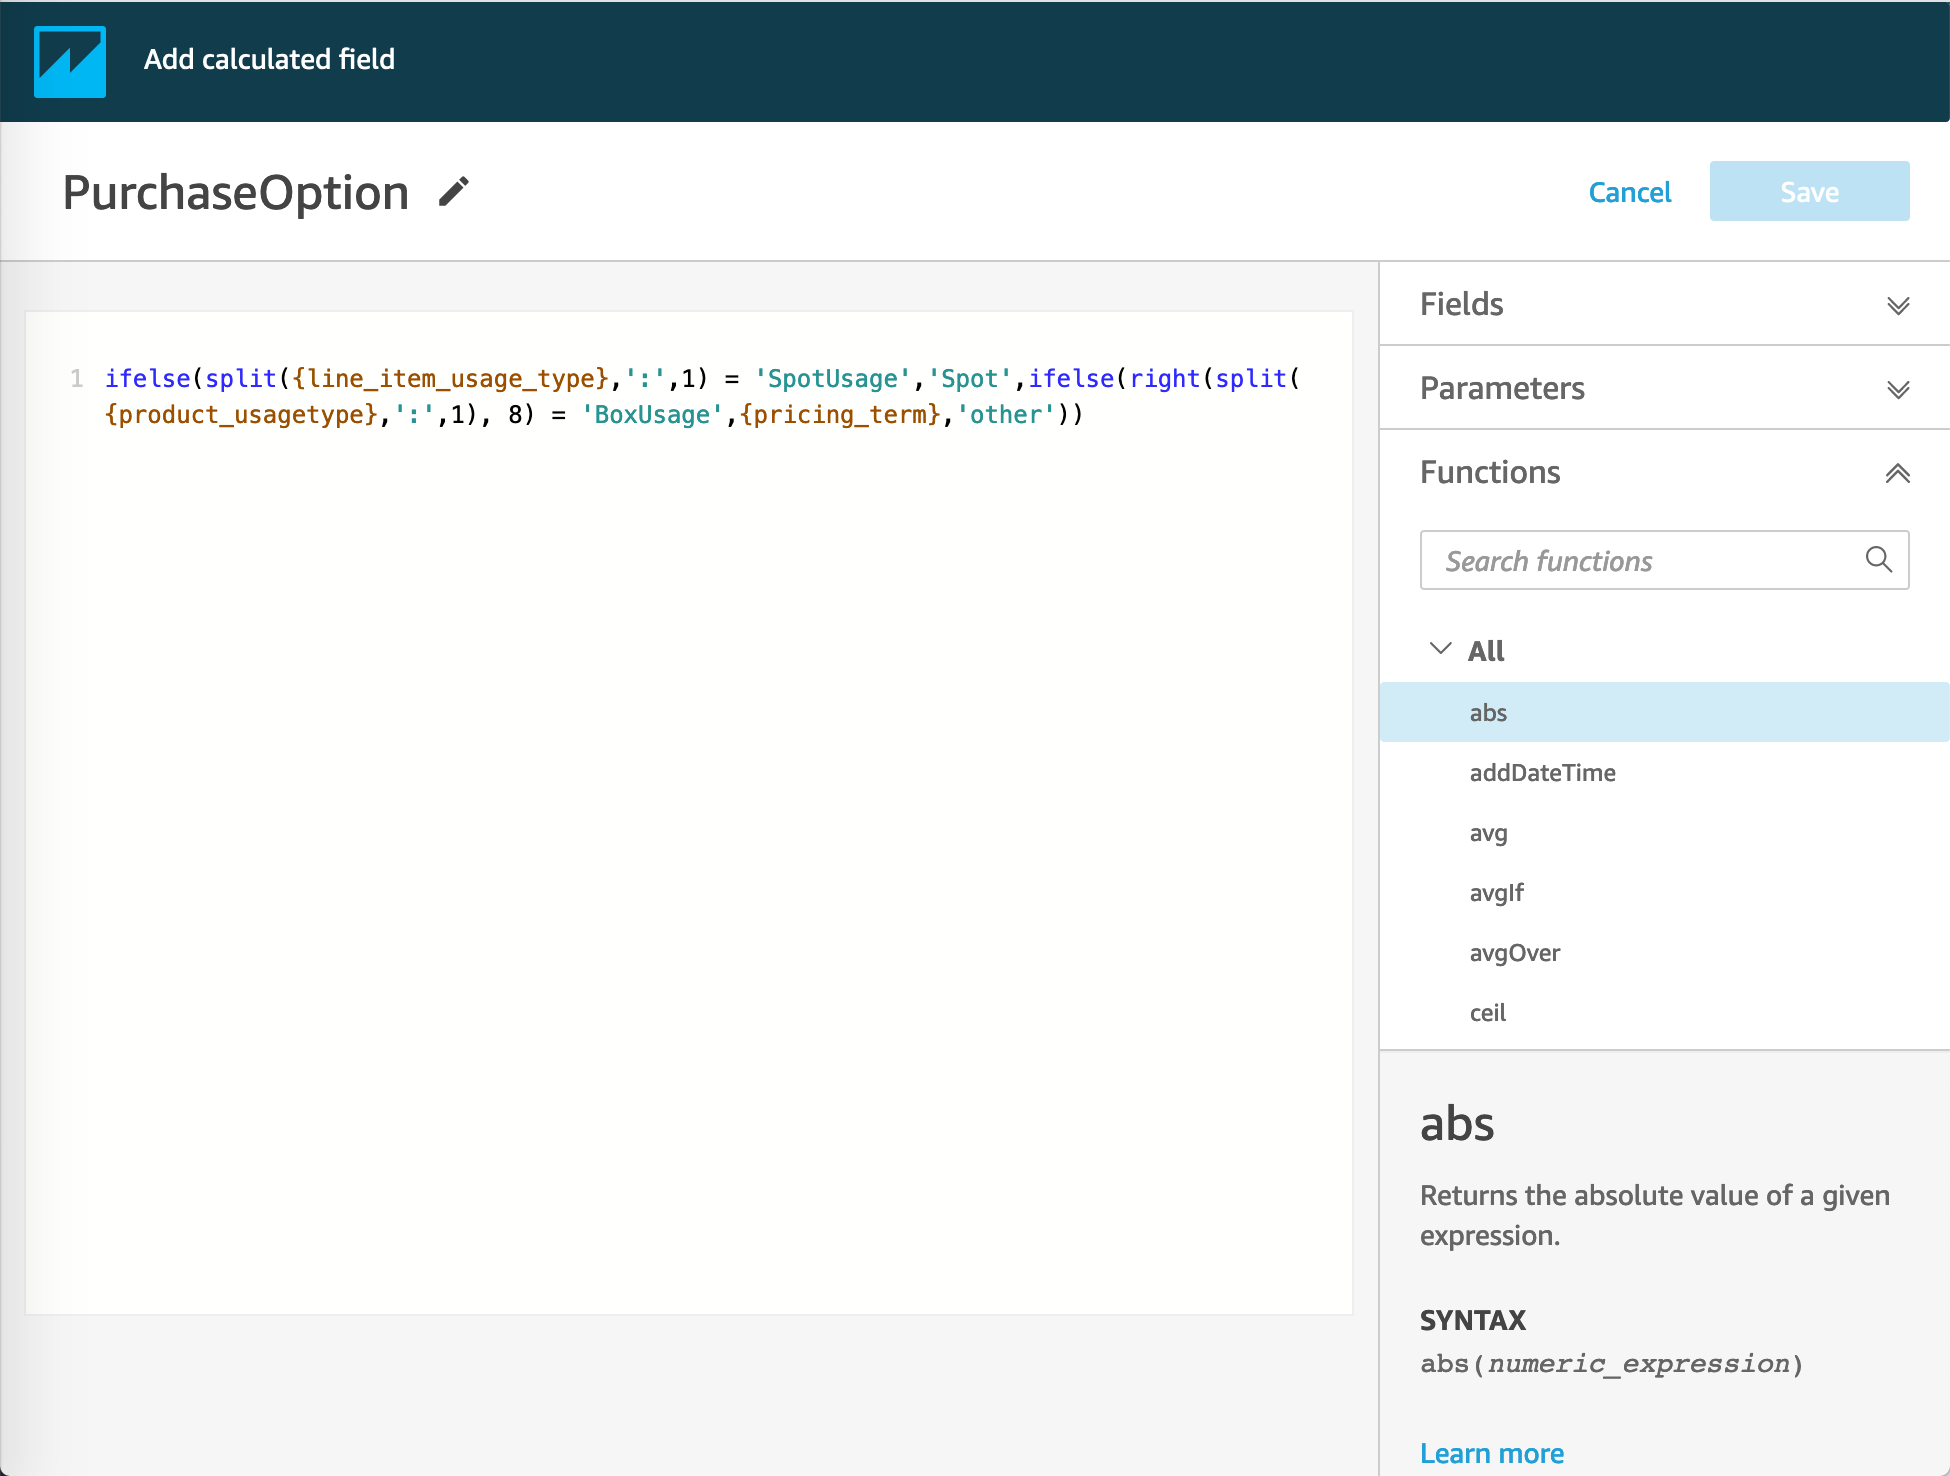 Add calculated field
PurchaseOption
Cancel
Save
1 ifelse(split({line_item_usage_type},':',1) = 'SpotUsage','Spot',ifelse(right(split(
{product_usagetype},':',1), 8) = 'BoxUsage',{pricing_term},'other'))
Fields
Parameters
Functions
Search functions
All
abs
addDateTime
avg
avgIf
avgOver
ceil
abs
Returns the absolute value of a given
expression.
SYNTAX
abs(numeric_expression)
Learn more